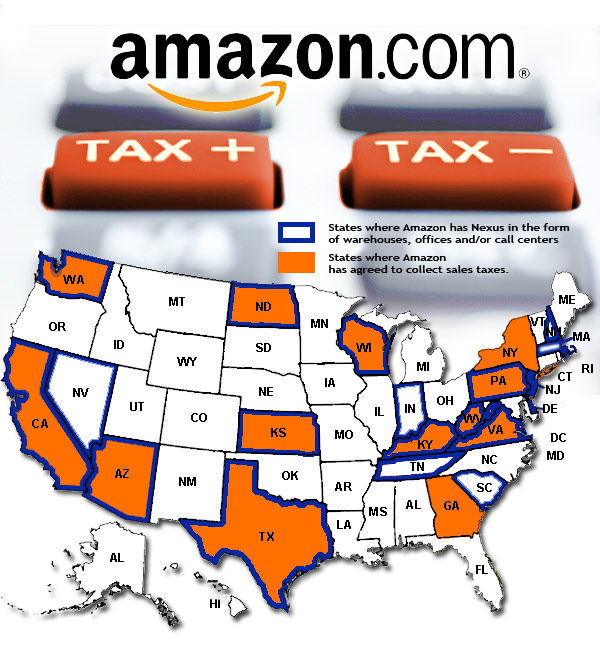 amazon.com®
TAX +
TAX −
States where Amazon has Nexus in the form
of warehouses, offices and/or call centers
States where Amazon
has agreed to collect sales taxes.
WA
MT
ND
MN
ME
VT
NH
MA
OR
ID
SD
WI
MI
NY
RI
CT
WY
NE
IA
PA
NJ
NV
UT
CO
IL
IN
OH
DE
CA
KS
MO
KY
WV
VA
DC
MD
AZ
NM
OK
AR
TN
NC
SC
TX
LA
MS
AL
GA
AL
HI
FL